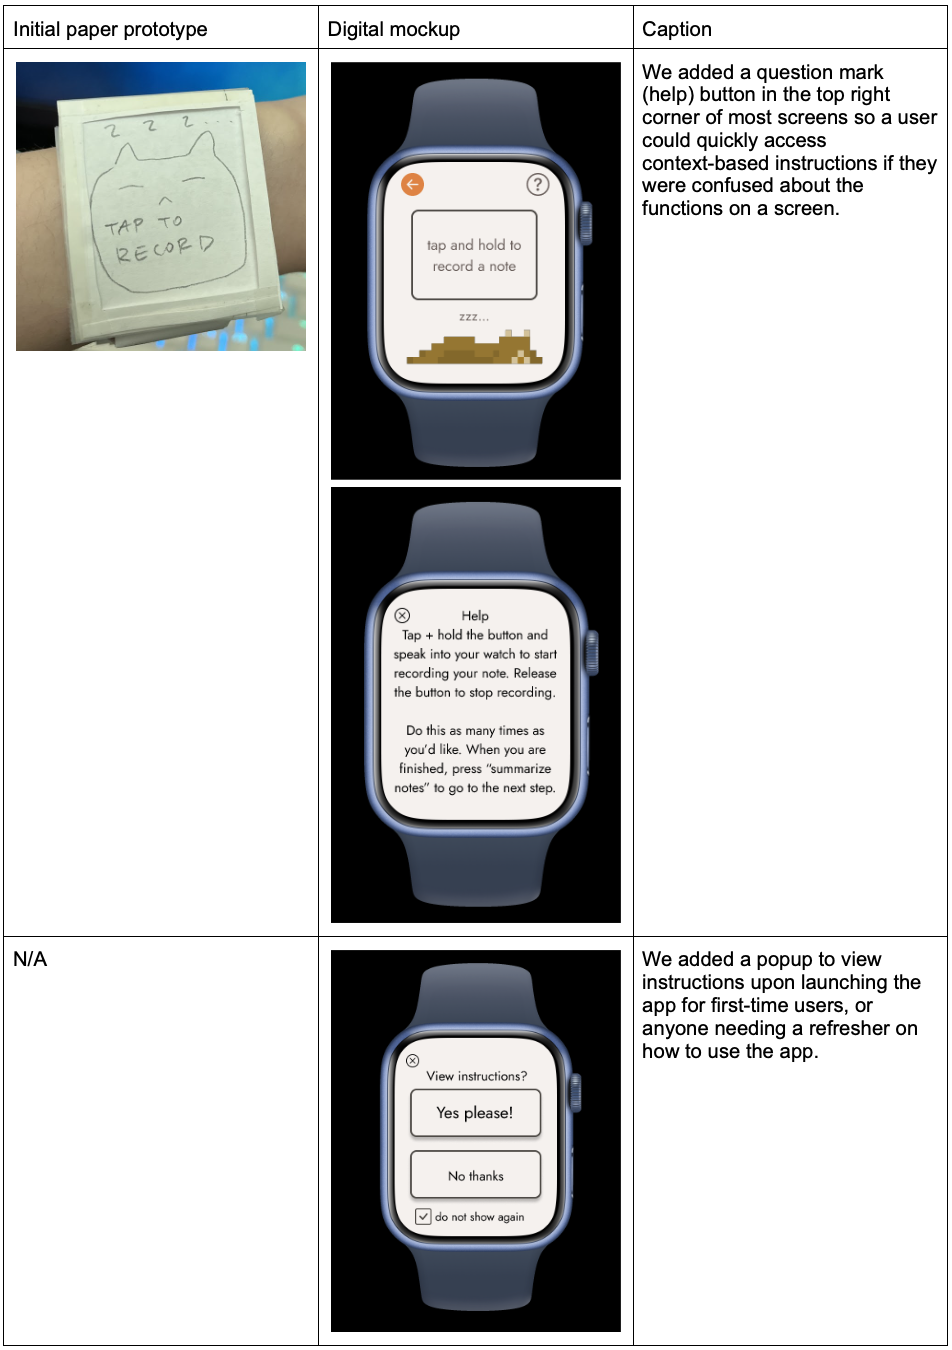 Initial paper prototype
Digital mockup
Caption
2 2 2 ....
TAP TO
RECORD
?
tap and hold to
record a note
zzz...
Help
Tap + hold the button and
speak into your watch to start
recording your note. Release
the button to stop recording.
Do this as many times as
you'd like. When you are
finished, press “summarize
notes” to go to the next step.
We added a question mark
(help) button in the top right
corner of most screens so a user
could quickly access
context-based instructions if they
were confused about the
functions on a screen.
N/A
View instructions?
Yes please!
No thanks
do not show again
We added a popup to view
instructions upon launching the
app for first-time users, or
anyone needing a refresher on
how to use the app.